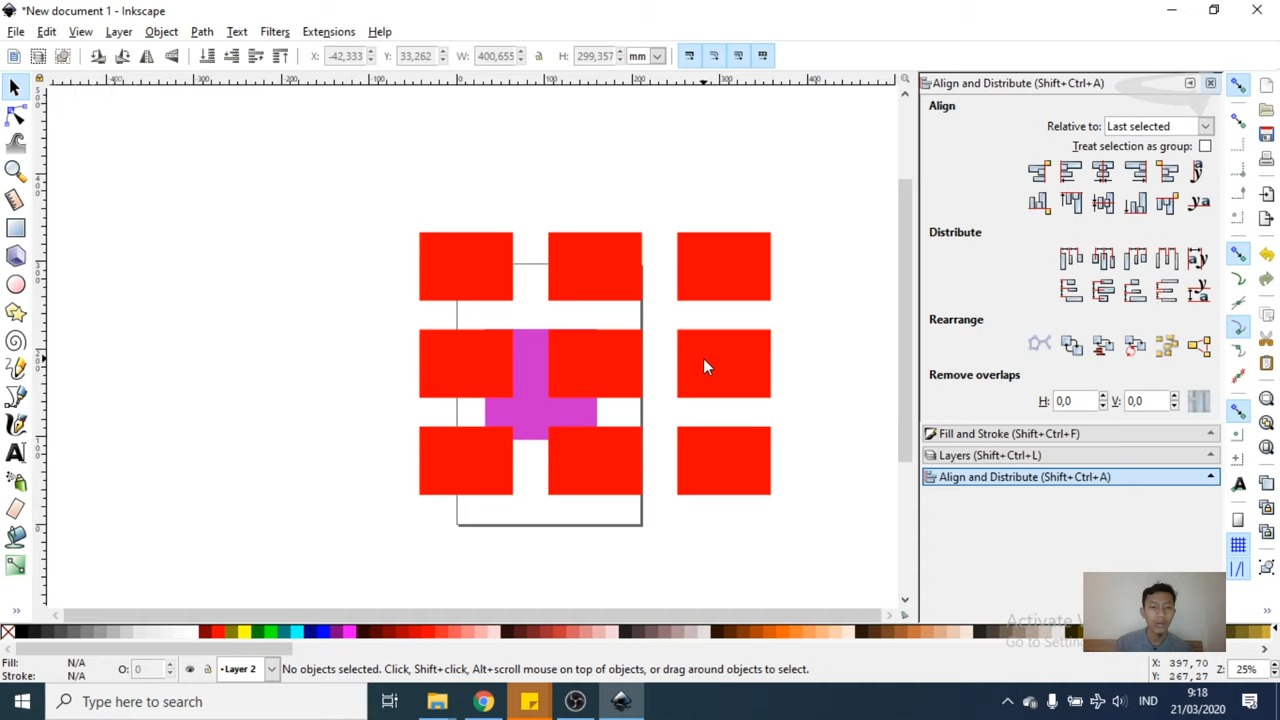 *New document 1 - Inkscape
File Edit View Layer Object Path Text Filters Extensions Help
X: -42,333 Y: 33,262 W: 400,655 H: 299,357 mm
Align and Distribute (Shift+Ctrl+A)
Align
Relative to: Last selected
Treat selection as group:
Distribute
Rearrange
Remove overlaps
H: 0,0 V: 0,0
Fill and Stroke (Shift+Ctrl+F)
Layers (Shift+Ctrl+L)
Align and Distribute (Shift+Ctrl+A)
Fill: N/A
Stroke: N/A
O: 0
Layer 2
No objects selected. Click, Shift+click, Alt+scroll mouse on top of objects, or drag around objects to select.
X: 397,70
Y: 267,27
Z: 25%
Type here to search
IND
9:18
21/03/2020